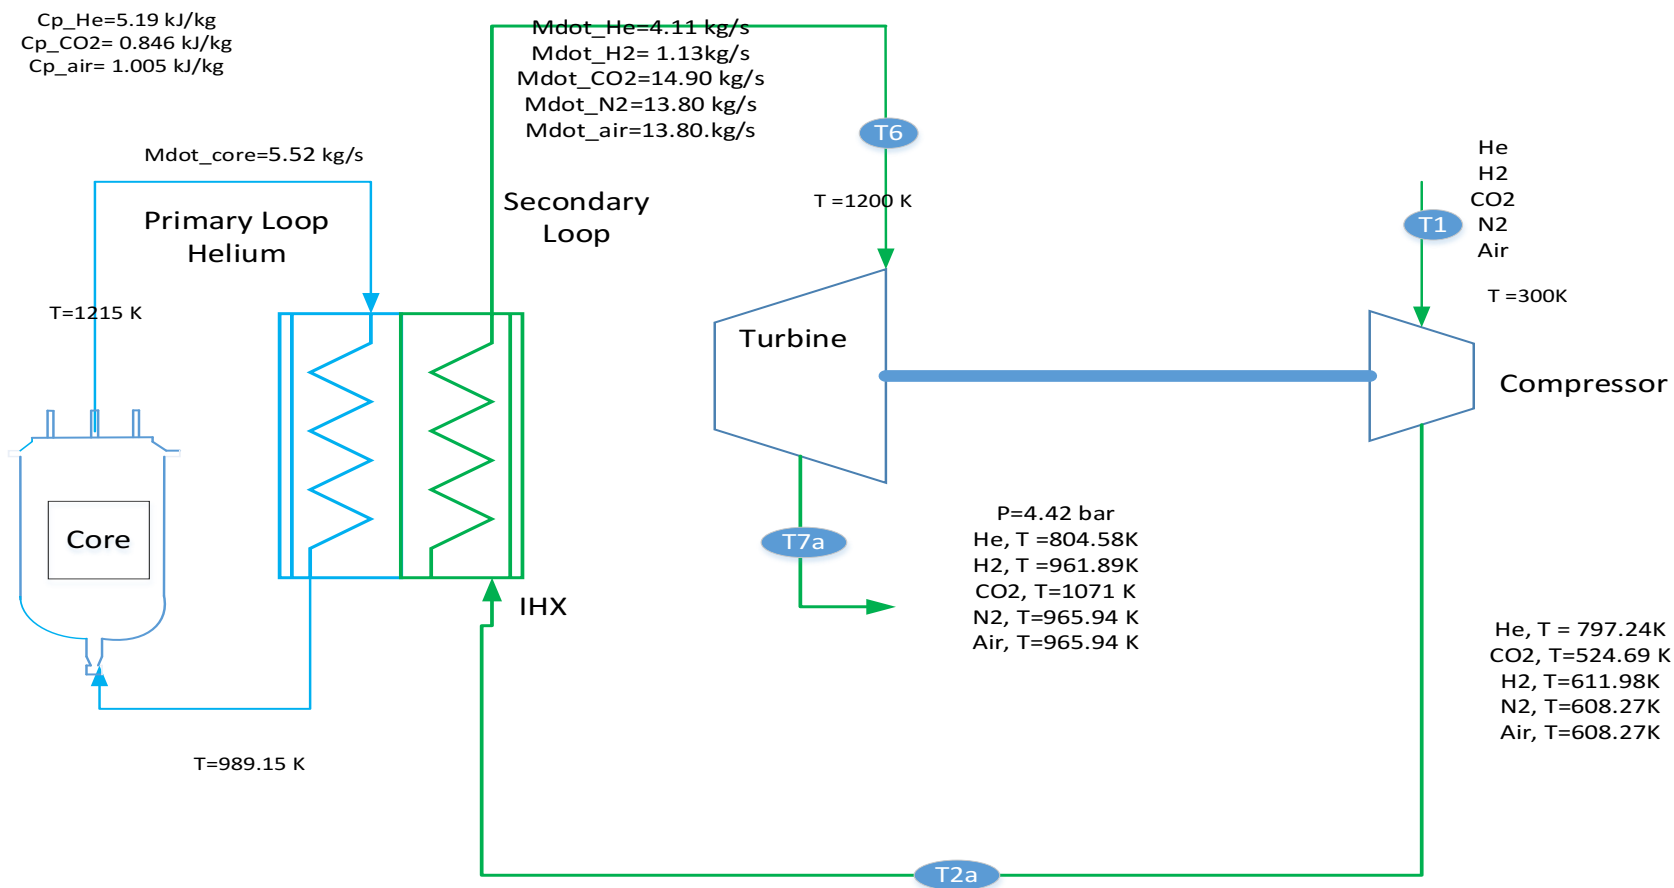 Cp_He=5.19 kJ/kg
Cp_CO2= 0.846 kJ/kg
Cp_air= 1.005 kJ/kg
Mdot_He=4.11 kg/s
Mdot_H2= 1.13kg/s
Mdot_CO2=14.90 kg/s
Mdot_N2=13.80 kg/s
Mdot_air=13.80.kg/s
T6
Mdot_core=5.52 kg/s
Primary Loop
Helium
Secondary
Loop
T =1200 K
He
H2
CO2
N2
Air
T1
T =300K
T=1215 K
Turbine
Compressor
Core
IHX
T7a
P=4.42 bar
He, T =804.58K
H2, T =961.89K
CO2, T=1071 K
N2, T=965.94 K
Air, T=965.94 K
He, T = 797.24K
CO2, T=524.69 K
H2, T=611.98K
N2, T=608.27K
Air, T=608.27K
T=989.15 K
T2a